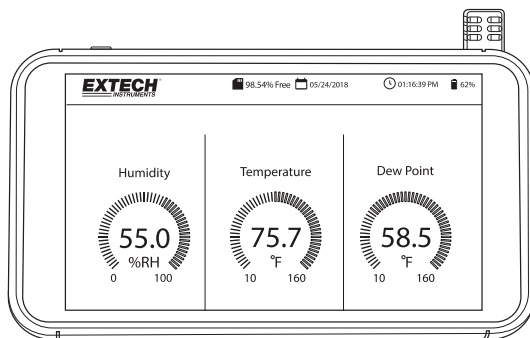 EXTECH
INSTRUMENTS
98.54% Free 05/24/2018 01:16:39 PM 62%
Humidity
55.0
%RH
0 100
Temperature
75.7
°F
10 160
Dew Point
58.5
°F
10 160